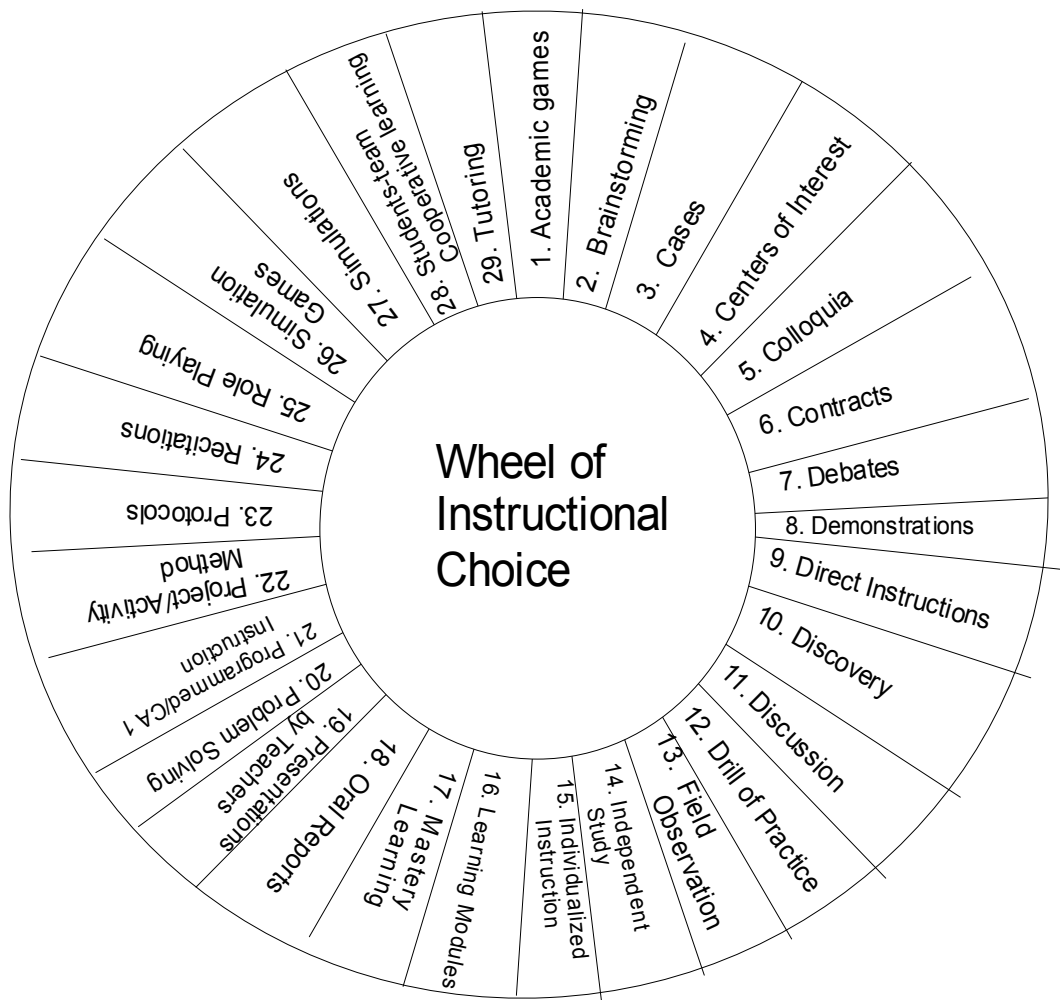 Wheel of
Instructional
Choice
1. Academic games
2. Brainstorming
3. Cases
4. Centers of Interest
5. Colloquia
6. Contracts
7. Debates
8. Demonstrations
9. Direct Instructions
10. Discovery
11. Discussion
12. Drill of Practice
13. Field
Observation
14. Independent
Study
15. Individualized
Instruction
16. Learning Modules
17. Mastery
Learning
18. Oral Reports
19. Presentations
by Teachers
20. Problem Solving
21. Programmed/CA 1
Instruction
22. Project/Activity
Method
23. Protocols
24. Recitations
25. Role Playing
26. Simulation
Games
27. Simulations
28. Students-team
Cooperative learning
29. Tutoring